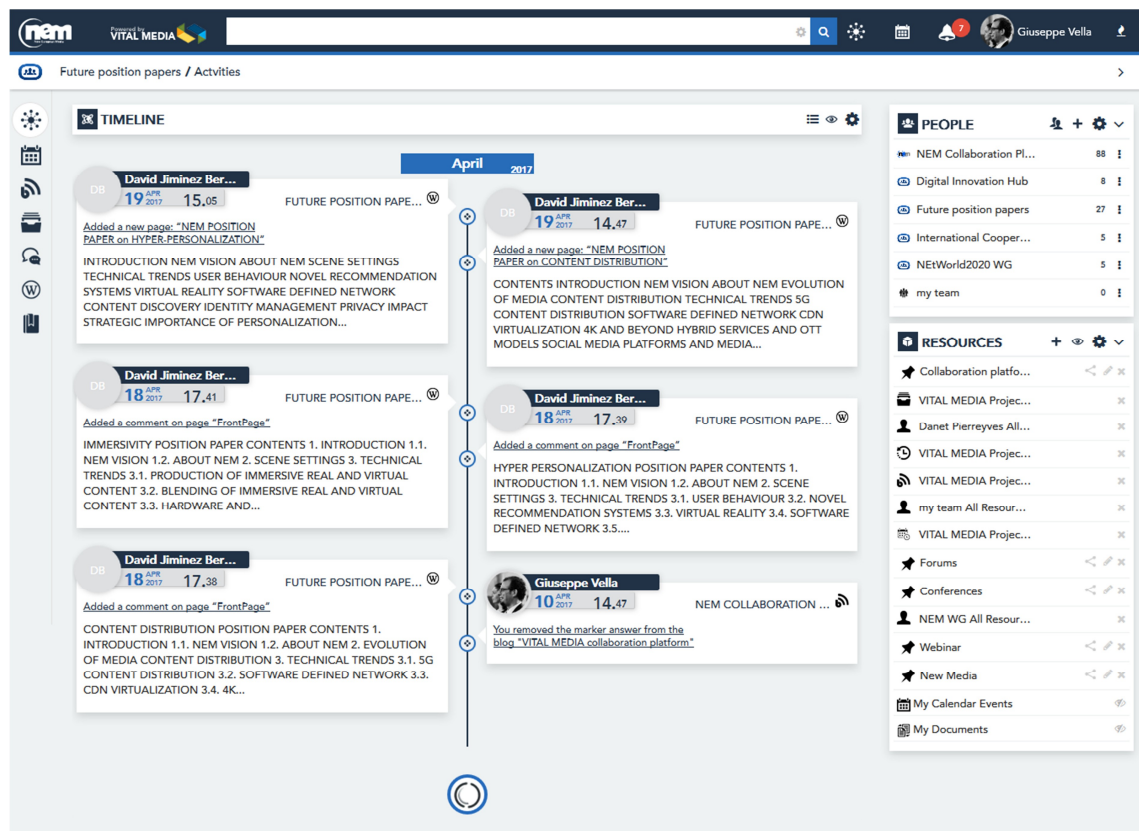 nem
Powered by
VITAL MEDIA
7
Giuseppe Vella
Future position papers / Actvities
TIMELINE
April 2017
DB
David Jiminez Ber...
19 APR 2017 15.05
FUTURE POSITION PAPE...
Added a new page: "NEM POSITION
PAPER on HYPER-PERSONALIZATION"
INTRODUCTION NEM VISION ABOUT NEM SCENE SETTINGS
TECHNICAL TRENDS USER BEHAVIOUR NOVEL RECOMMENDATION
SYSTEMS VIRTUAL REALITY SOFTWARE DEFINED NETWORK
CONTENT DISCOVERY IDENTITY MANAGEMENT PRIVACY IMPACT
STRATEGIC IMPORTANCE OF PERSONALIZATION...
DB
David Jiminez Ber...
19 APR 2017 14.47
FUTURE POSITION PAPE...
Added a new page: "NEM POSITION
PAPER on CONTENT DISTRIBUTION"
CONTENTS INTRODUCTION NEM VISION ABOUT NEM EVOLUTION
OF MEDIA CONTENT DISTRIBUTION TECHNICAL TRENDS 5G
CONTENT DISTRIBUTION SOFTWARE DEFINED NETWORK CDN
VIRTUALIZATION 4K AND BEYOND HYBRID SERVICES AND OTT
MODELS SOCIAL MEDIA PLATFORMS AND MEDIA...
DB
David Jiminez Ber...
18 APR 2017 17.41
FUTURE POSITION PAPE...
Added a comment on page "FrontPage"
IMMERSIVITY POSITION PAPER CONTENTS 1. INTRODUCTION 1.1.
NEM VISION 1.2. ABOUT NEM 2. SCENE SETTINGS 3. TECHNICAL
TRENDS 3.1. PRODUCTION OF IMMERSIVE REAL AND VIRTUAL
CONTENT 3.2. BLENDING OF IMMERSIVE REAL AND VIRTUAL
CONTENT 3.3. HARDWARE AND...
DB
David Jiminez Ber...
18 APR 2017 17.39
FUTURE POSITION PAPE...
Added a comment on page "FrontPage"
HYPER PERSONALIZATION POSITION PAPER CONTENTS 1.
INTRODUCTION 1.1. NEM VISION 1.2. ABOUT NEM 2. SCENE
SETTINGS 3. TECHNICAL TRENDS 3.1. USER BEHAVIOUR 3.2. NOVEL
RECOMMENDATION SYSTEMS 3.3. VIRTUAL REALITY 3.4. SOFTWARE
DEFINED NETWORK 3.5....
DB
David Jiminez Ber...
18 APR 2017 17.38
FUTURE POSITION PAPE...
Added a comment on page "FrontPage"
CONTENT DISTRIBUTION POSITION PAPER CONTENTS 1.
INTRODUCTION 1.1. NEM VISION 1.2. ABOUT NEM 2. EVOLUTION
OF MEDIA CONTENT DISTRIBUTION 3. TECHNICAL TRENDS 3.1. 5G
CONTENT DISTRIBUTION 3.2. SOFTWARE DEFINED NETWORK 3.3.
CDN VIRTUALIZATION 3.4. 4K...
Giuseppe Vella
10 APR 2017 14.47
NEM COLLABORATION ...
You removed the marker answer from the
blog "VITAL MEDIA collaboration platform"
PEOPLE
NEM Collaboration Pl... 88
Digital Innovation Hub 8
Future position papers 27
International Cooper... 5
NEtWorld2020 WG 5
my team 0
RESOURCES
Collaboration platfo...
VITAL MEDIA Projec...
Danet Pierreyves All...
VITAL MEDIA Projec...
VITAL MEDIA Projec...
my team All Resour...
VITAL MEDIA Projec...
Forums
Conferences
NEM WG All Resour...
Webinar
New Media
My Calendar Events
My Documents